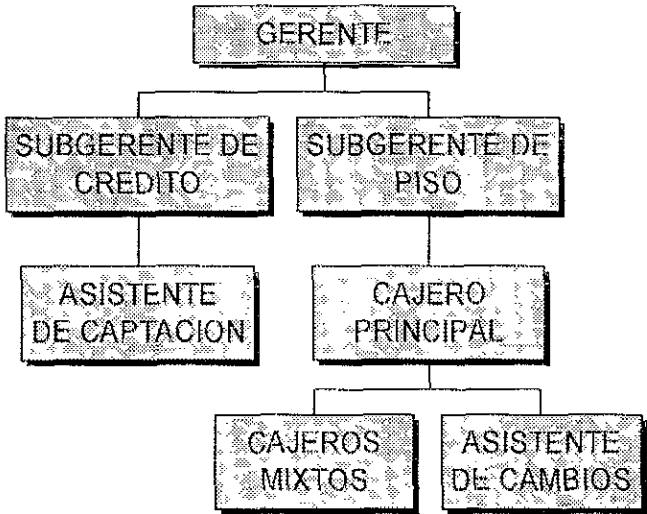 GERENTE
SUBGERENTE DE
CREDITO
SUBGERENTE DE
PISO
ASISTENTE
DE CAPTACION
CAJERO
PRINCIPAL
CAJEROS
MIXTOS
ASISTENTE
DE CAMBIOS